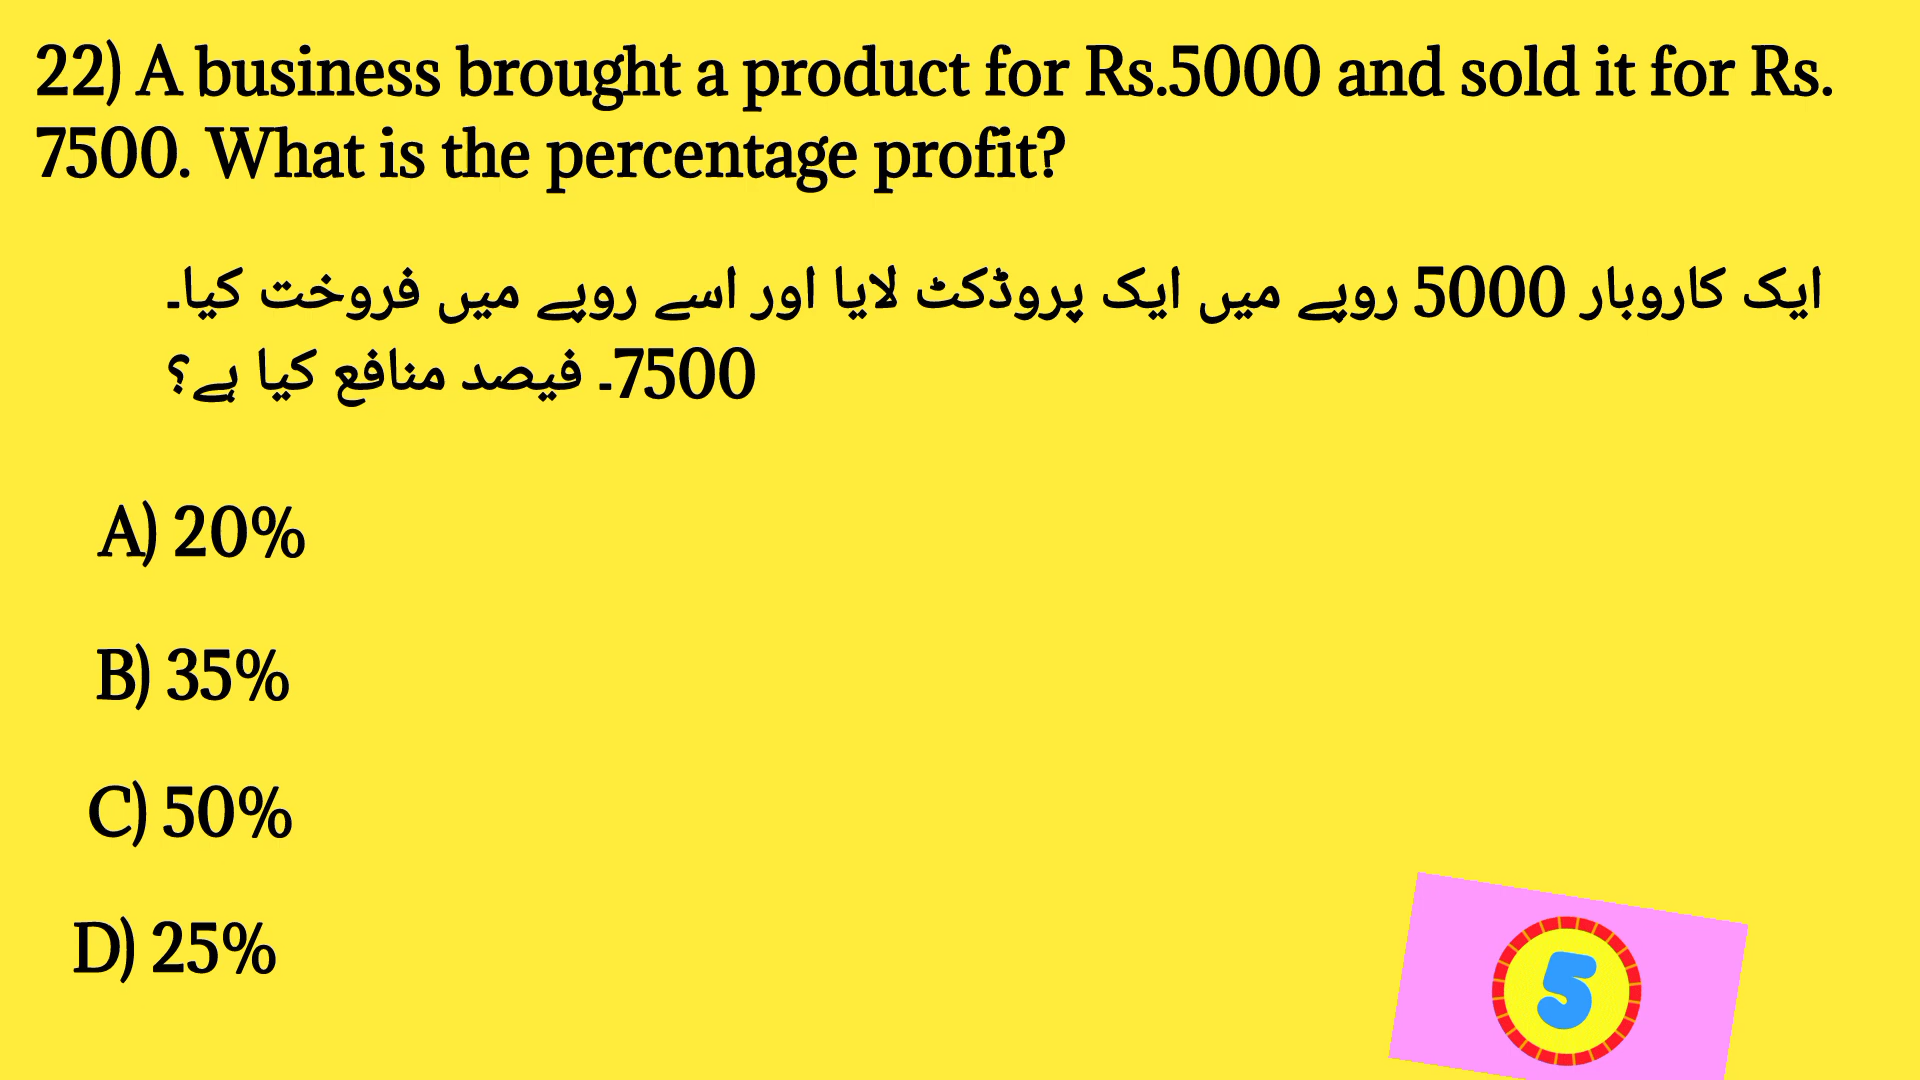 22) A business brought a product for Rs.5000 and sold it for Rs.
7500. What is the percentage profit?
ایک کاروبار 5000 روپے میں ایک پروڈکٹ لایا اور اسے روپے میں فروخت کیا۔
7500۔ فیصد منافع کیا ہے؟
A) 20%
B) 35%
C) 50%
D) 25%
5